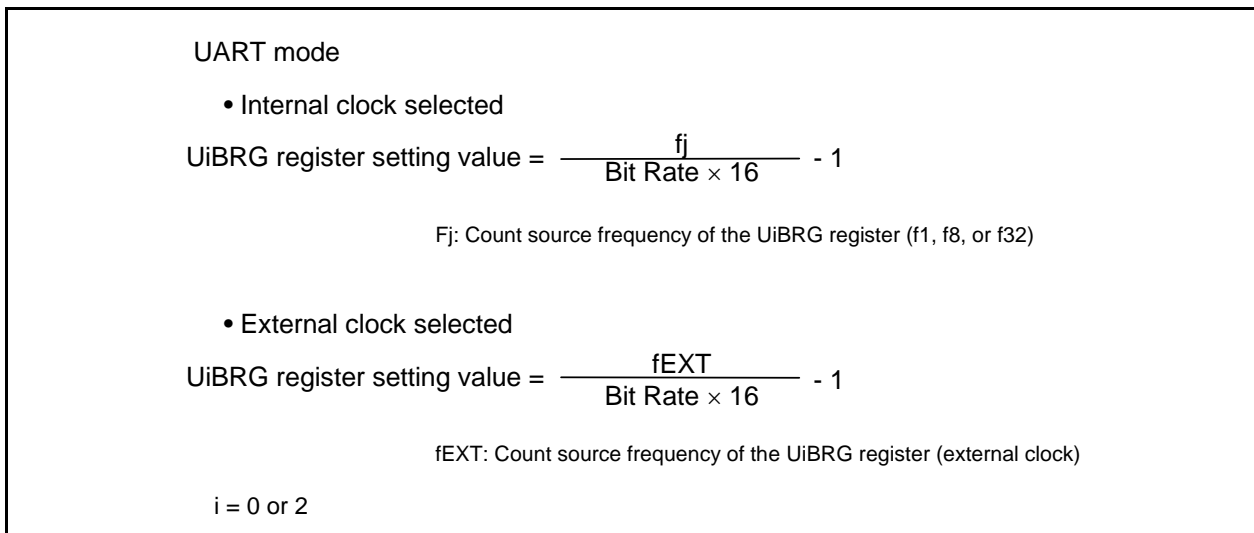 UART mode
• Internal clock selected
UiBRG register setting value = fj / Bit Rate × 16 - 1
Fj: Count source frequency of the UiBRG register (f1, f8, or f32)
• External clock selected
UiBRG register setting value = fEXT / Bit Rate × 16 - 1
fEXT: Count source frequency of the UiBRG register (external clock)
i = 0 or 2